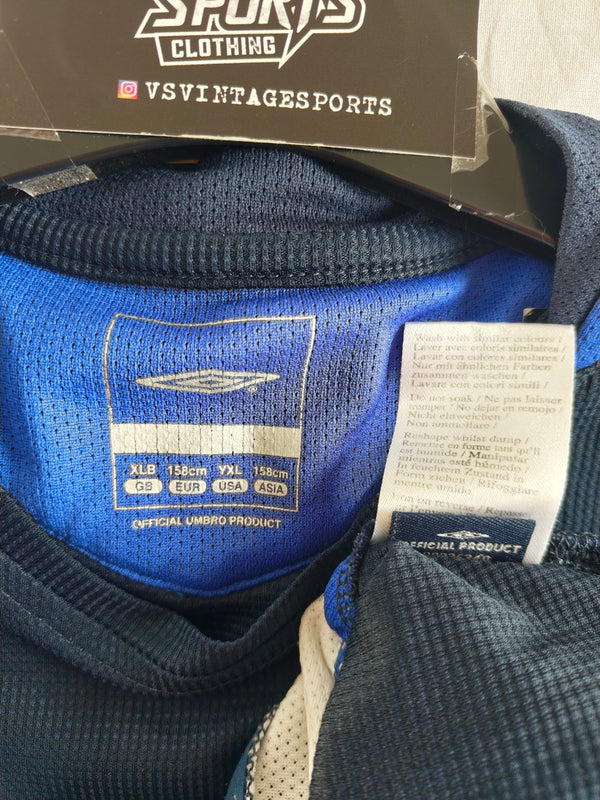 SPORTS
CLOTHING
VSVINTAGESPORTS
XLB 158cm YXL 158cm
GB EUR USA ASIA
OFFICIAL UMBRO PRODUCT
Wash with similar colours /
Laver avec coloris similaires /
Lavar con colores similares /
Nur mit ähnlichen Farben
zusammen waschen /
Lavare con colori simili /
Do not soak / Ne pas laisser
tremper / No dejar en remojo /
Nicht einweichen /
Non ammollare /
Reshape whilst damp /
Remettre en forme tant qu'il
est humide / Manipular
mientras esté húmedo /
In feuchtem Zustand in
Form ziehen / Rifoggiare
mentre umido
Iron on reverse / Repass
OFFICIAL PRODUCT